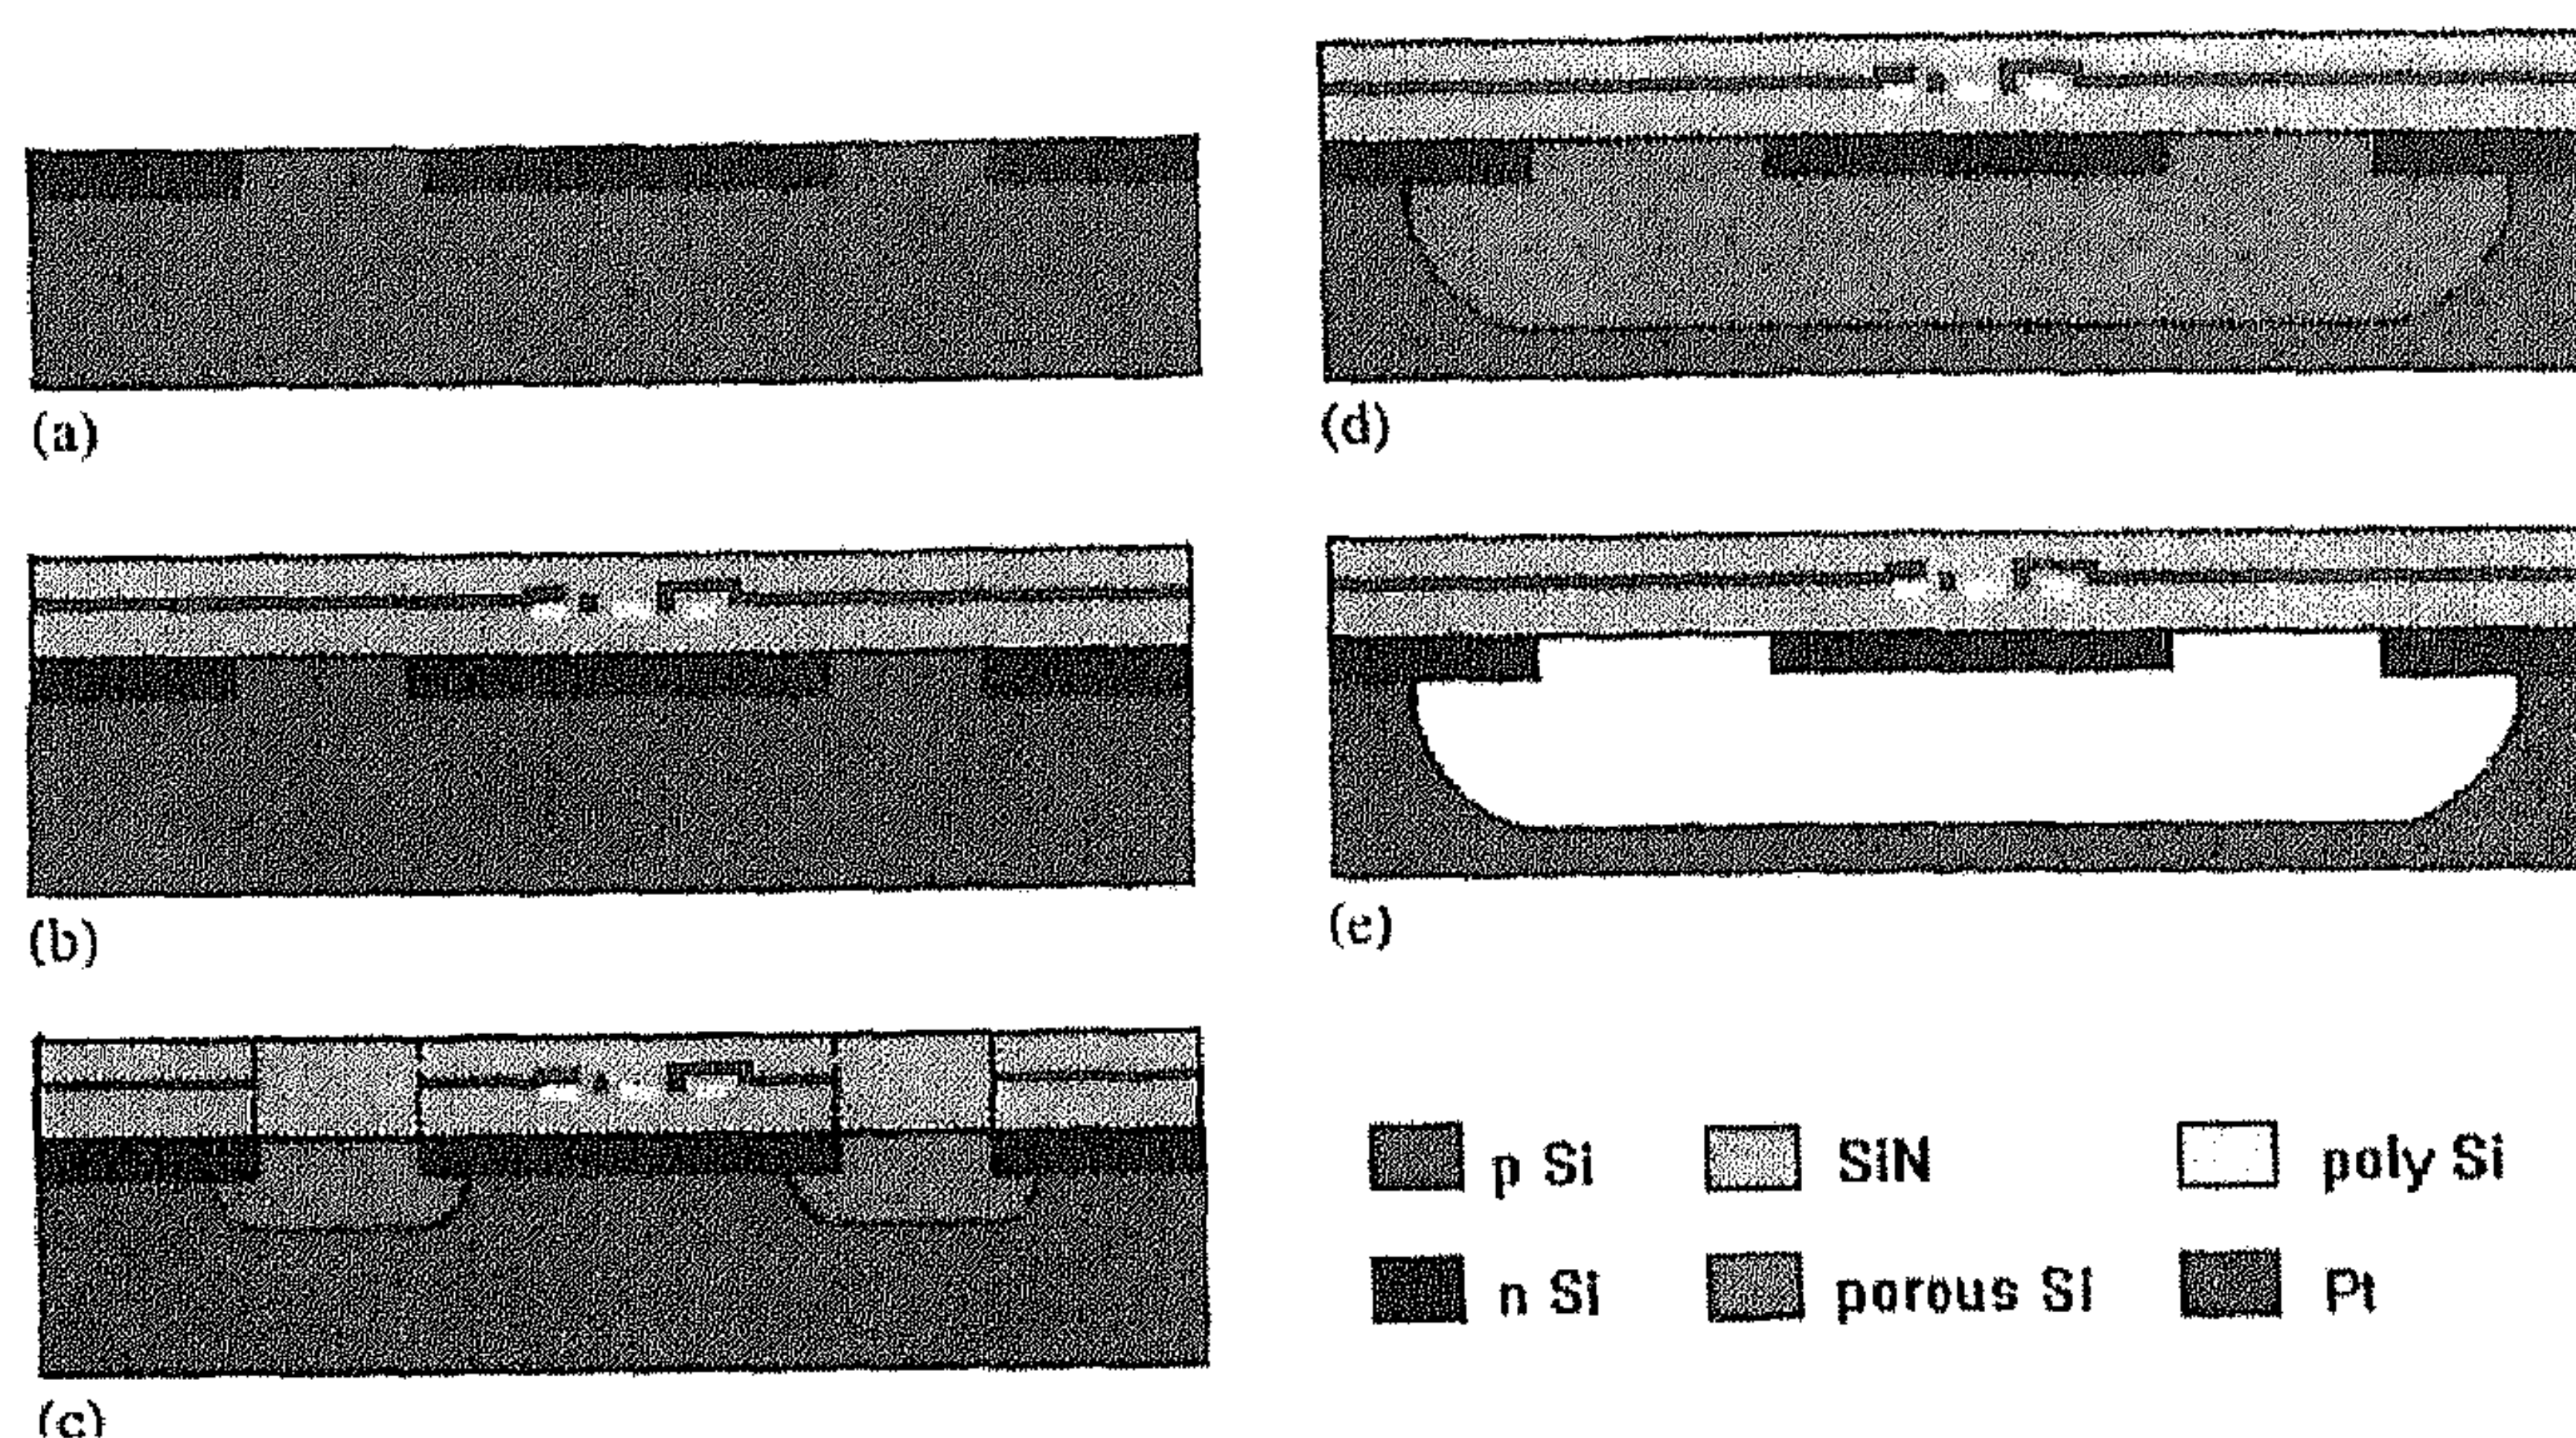 (a)
(b)
(c)
(d)
(e)
p Si
SiN
poly Si
n Si
porous Si
Pt